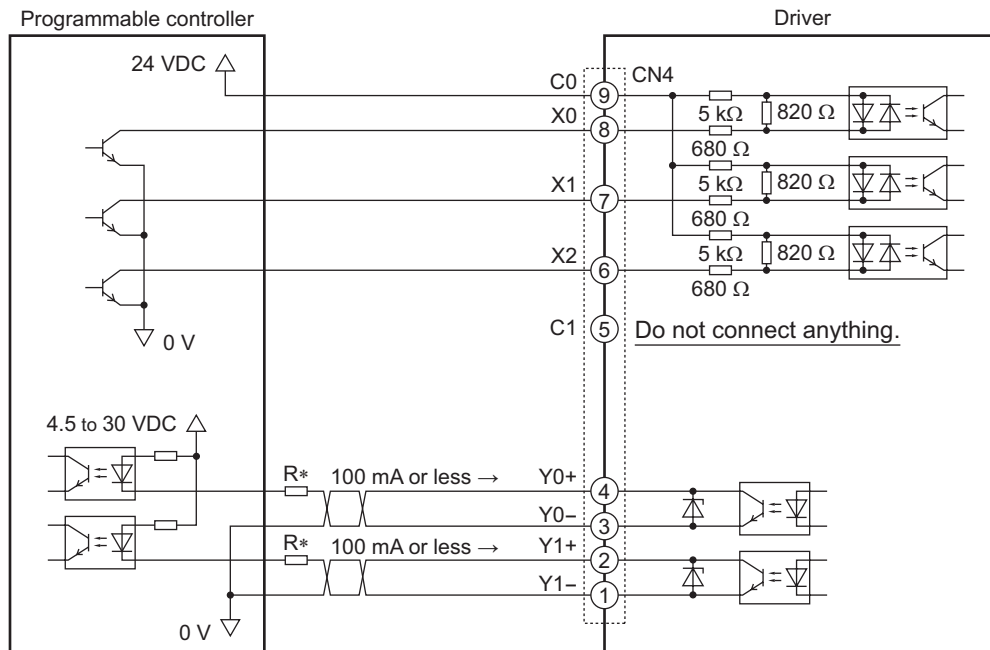 Programmable controller
Driver
24 VDC
C0
9
CN4
X0
8
5 kΩ
820 Ω
680 Ω
X1
7
5 kΩ
820 Ω
680 Ω
X2
6
5 kΩ
820 Ω
680 Ω
0 V
C1
5
Do not connect anything.
4.5 to 30 VDC
R*
100 mA or less →
Y0+
4
Y0−
3
R*
100 mA or less →
Y1+
2
Y1−
1
0 V